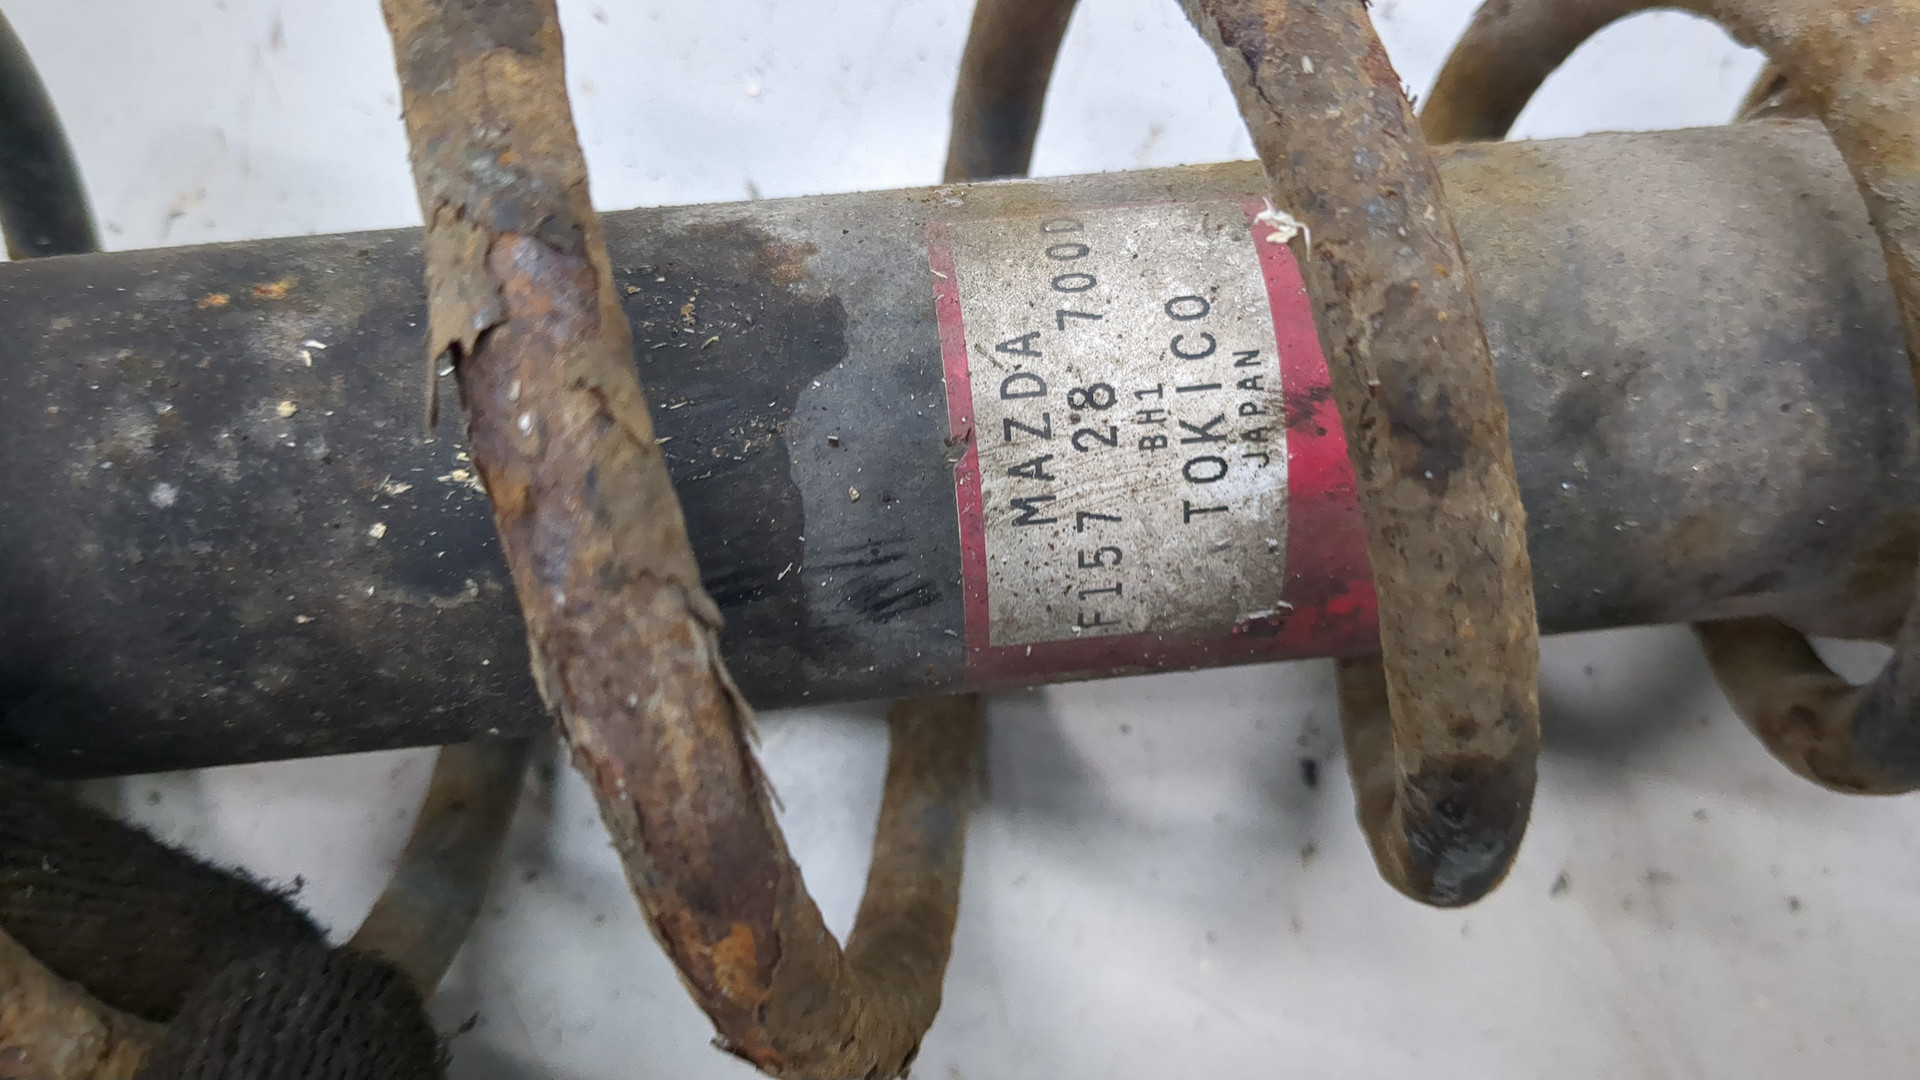 MAZDA
F157 28 700D
BH1
TOKICO
JAPAN